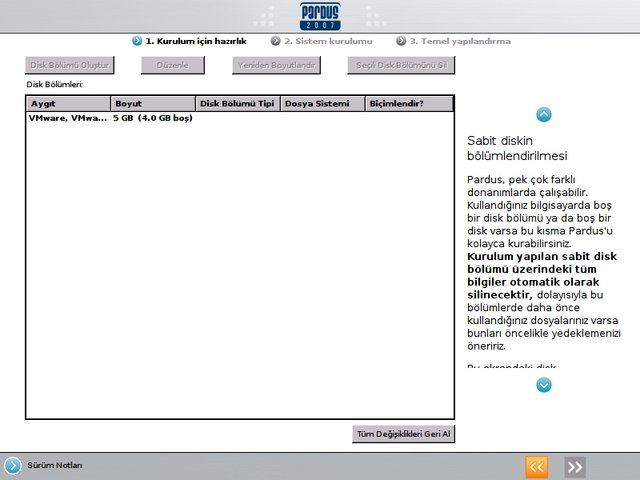 PARDUS
2007
1. Kurulum için hazırlık
2. Sistem kurulumu
3. Temel yapılandırma
Disk Bölümü Oluştur
Düzenle
Yeniden Boyutlandır
Seçili Disk Bölümünü Sil
Disk Bölümleri:
Aygıt Boyut Disk Bölümü Tipi Dosya Sistemi Biçimlendir?
VMware, VMwa... 5 GB (4.0 GB boş)
Sabit diskin
bölümlendirilmesi
Pardus, pek çok farklı
donanımlarda çalışabilir.
Kullandığınız bilgisayarda boş
bir disk bölümü ya da boş bir
disk varsa bu kısma Pardus'u
kolayca kurabilirsiniz.
Kurulum yapılan sabit disk
bölümü üzerindeki tüm
bilgiler otomatik olarak
silinecektir, dolayısıyla bu
bölümlerde daha önce
kullandığınız dosyalarınız varsa
bunları öncelikle yedeklemenizi
öneririz.
Bu ekrandaki disk
Tüm Değişiklikleri Geri Al
Sürüm Notları